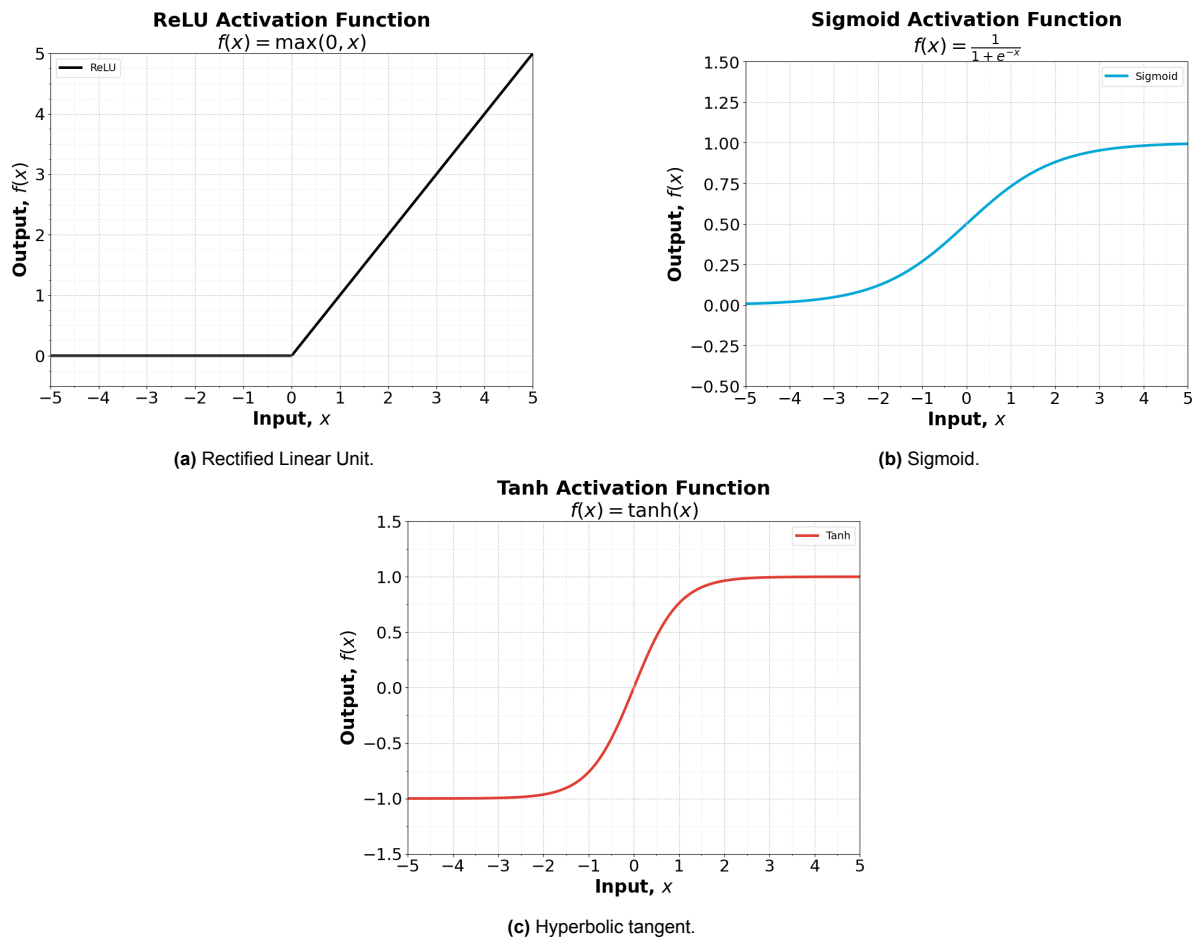 ReLU Activation Function
f(x) = max(0, x)
ReLU
5
4
3
2
1
0
Output, f(x)
−5 −4 −3 −2 −1 0 1 2 3 4 5
Input, x
(a) Rectified Linear Unit.
Sigmoid Activation Function
f(x) = 1 / (1 + e^{−x})
Sigmoid
1.50
1.25
1.00
0.75
0.50
0.25
0.00
−0.25
−0.50
Output, f(x)
−5 −4 −3 −2 −1 0 1 2 3 4 5
Input, x
(b) Sigmoid.
Tanh Activation Function
f(x) = tanh(x)
Tanh
1.5
1.0
0.5
0.0
−0.5
−1.0
−1.5
Output, f(x)
−5 −4 −3 −2 −1 0 1 2 3 4 5
Input, x
(c) Hyperbolic tangent.